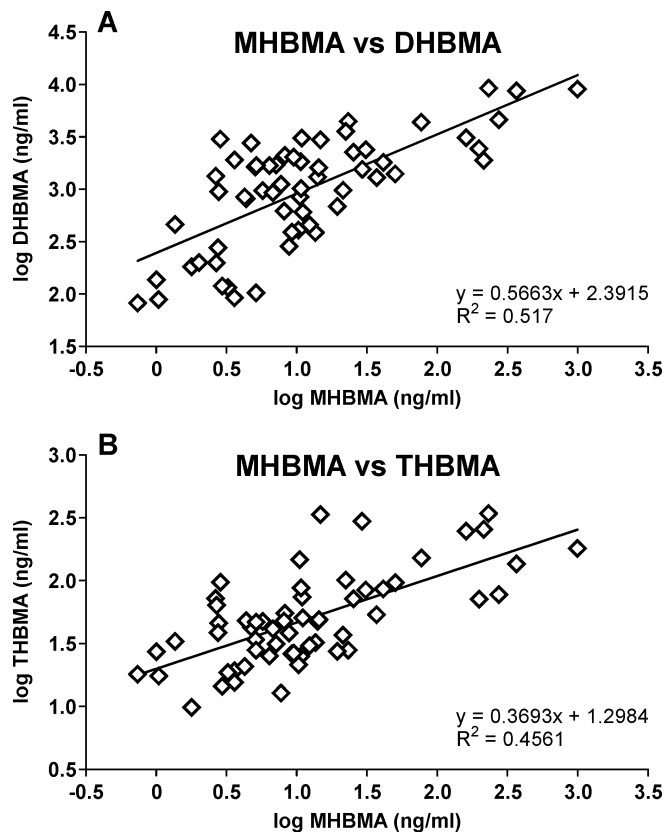 A
MHBMA vs DHBMA
4.5
4.0
3.5
3.0
2.5
2.0
1.5
log DHBMA (ng/ml)
y = 0.5663x + 2.3915
R² = 0.517
-0.5 0 0.5 1.0 1.5 2.0 2.5 3.0 3.5
log MHBMA (ng/ml)
B
MHBMA vs THBMA
3.0
2.5
2.0
1.5
1.0
0.5
log THBMA (ng/ml)
y = 0.3693x + 1.2984
R² = 0.4561
-0.5 0 0.5 1.0 1.5 2.0 2.5 3.0 3.5
log MHBMA (ng/ml)